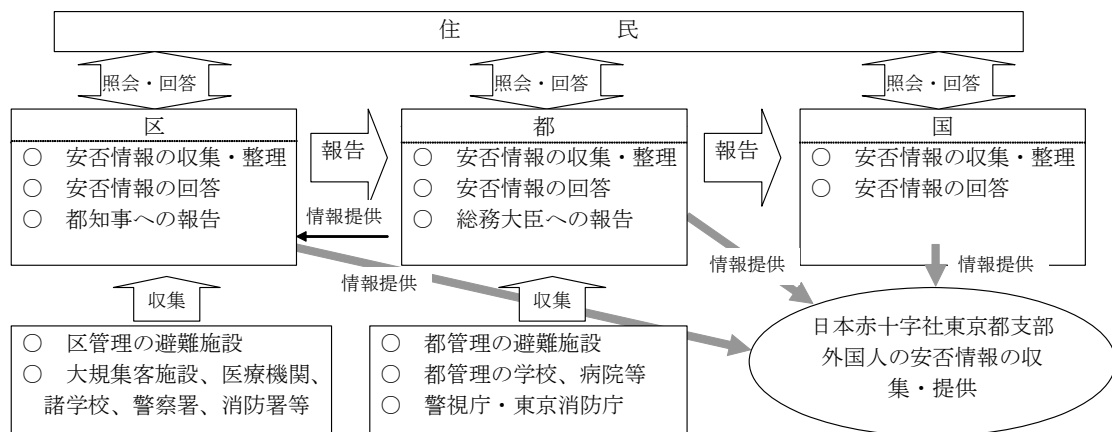 住　　　　民
照会・回答
照会・回答
照会・回答
区
○　安否情報の収集・整理
○　安否情報の回答
○　都知事への報告
報告
都
○　安否情報の収集・整理
○　安否情報の回答
○　総務大臣への報告
報告
国
○　安否情報の収集・整理
○　安否情報の回答
情報提供
情報提供
情報提供
情報提供
収集
収集
○　区管理の避難施設
○　大規集客施設、医療機関、
諸学校、警察署、消防署等
○　都管理の避難施設
○　都管理の学校、病院等
○　警視庁・東京消防庁
日本赤十字社東京都支部
外国人の安否情報の収
集・提供